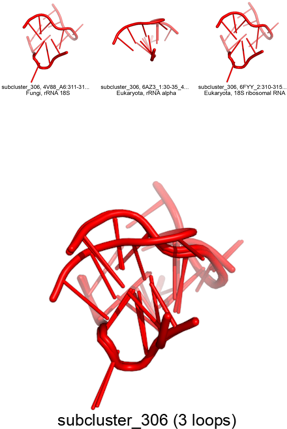 subcluster_306, 4V88_A6:311-31...
Fungi, rRNA 18S
subcluster_306, 6AZ3_1:30-35_4...
Eukaryota, rRNA alpha
subcluster_306, 6FYY_2:310-315...
Eukaryota, 18S ribosomal RNA
subcluster_306 (3 loops)